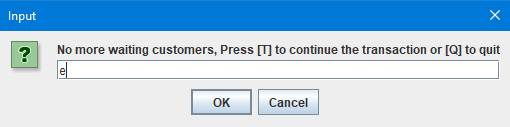 Input
No more waiting customers, Press [T] to continue the transaction or [Q] to quit
e
OK
Cancel